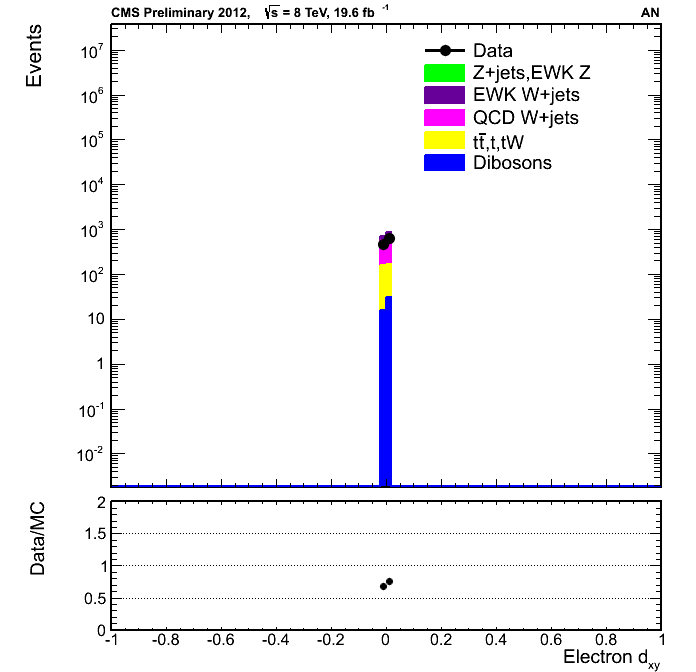 CMS Preliminary 2012, √s = 8 TeV, 19.6 fb⁻¹ AN
Events
10⁷
10⁶
10⁵
10⁴
10³
10²
10
1
10⁻¹
10⁻²
Data
Z+jets,EWK Z
EWK W+jets
QCD W+jets
tt̄,t,tW
Dibosons
Data/MC
2
1.5
1
0.5
0
-1 -0.8 -0.6 -0.4 -0.2 0 0.2 0.4 0.6 0.8 1
Electron d_xy